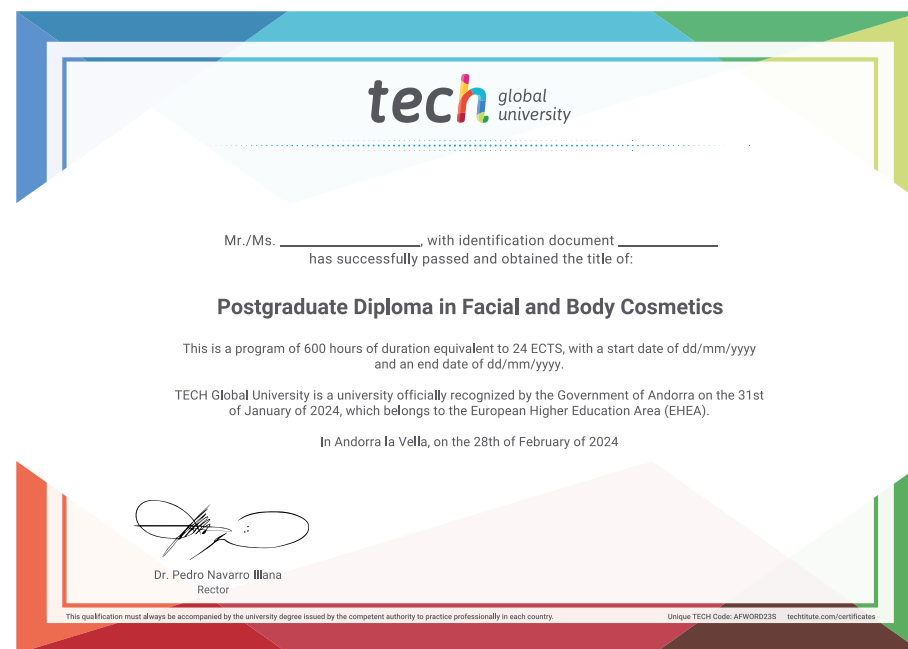 tech global
university
Mr./Ms. ____________, with identification document ____________
has successfully passed and obtained the title of:
Postgraduate Diploma in Facial and Body Cosmetics
This is a program of 600 hours of duration equivalent to 24 ECTS, with a start date of dd/mm/yyyy
and an end date of dd/mm/yyyy.
TECH Global University is a university officially recognized by the Government of Andorra on the 31st
of January of 2024, which belongs to the European Higher Education Area (EHEA).
In Andorra la Vella, on the 28th of February of 2024
Dr. Pedro Navarro Illana
Rector
This qualification must always be accompanied by the university degree issued by the competent authority to practice professionally in each country.
Unique TECH Code: AFWORD23S techtitute.com/certificates